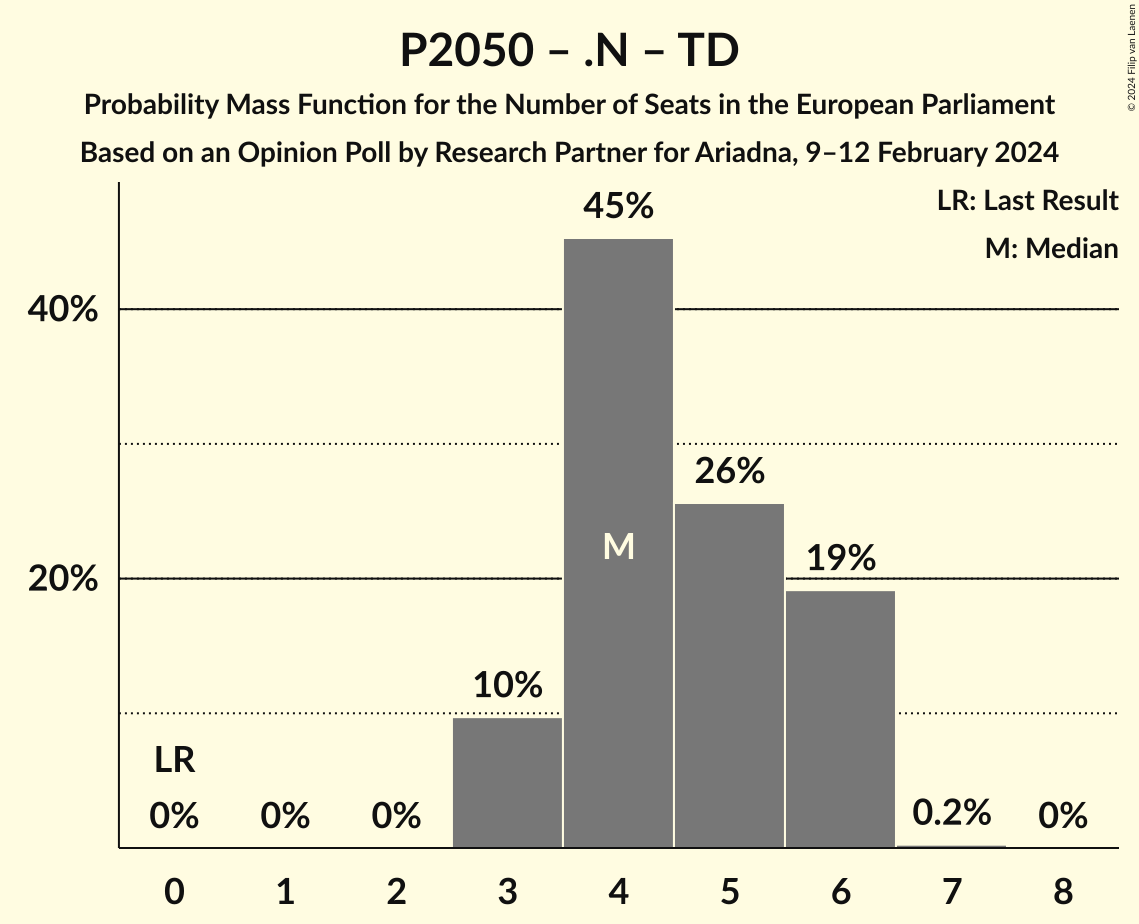 P2050 – .N – TD
Probability Mass Function for the Number of Seats in the European Parliament
Based on an Opinion Poll by Research Partner for Ariadna, 9–12 February 2024
© 2024 Filip van Laenen
LR: Last Result
M: Median
45%
40%
26%
M
19%
20%
10%
LR
0% 0% 0% 0.2% 0%
0 1 2 3 4 5 6 7 8